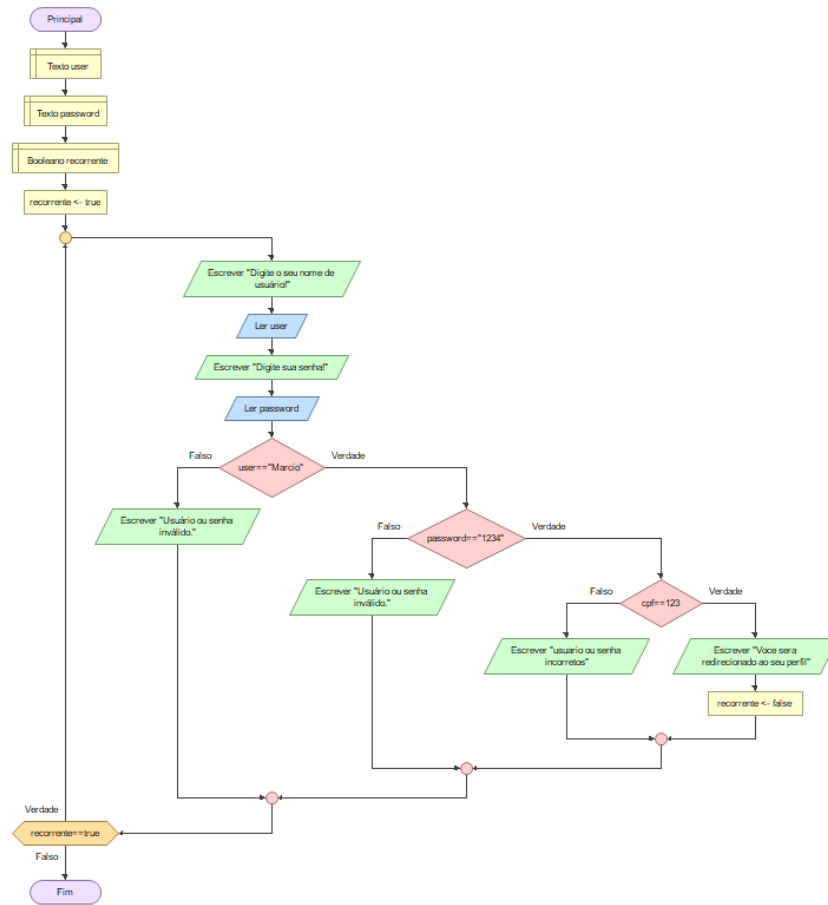 Principal
Texto user
Texto password
Booleano recorrente
recorrente <- true
Escrever "Digite o seu nome de
usuário!"
Ler user
Escrever "Digite sua senha!"
Ler password
Falso
Verdade
user=="Marcio"
Escrever "Usuário ou senha
inválido."
Falso
Verdade
password=="1234"
Escrever "Usuário ou senha
inválido."
Falso
Verdade
cpf==123
Escrever "usuario ou senha
incorretos"
Escrever "Voce sera
redirecionado ao seu perfil"
recorrente <- false
Verdade
recorrente==true
Falso
Fim